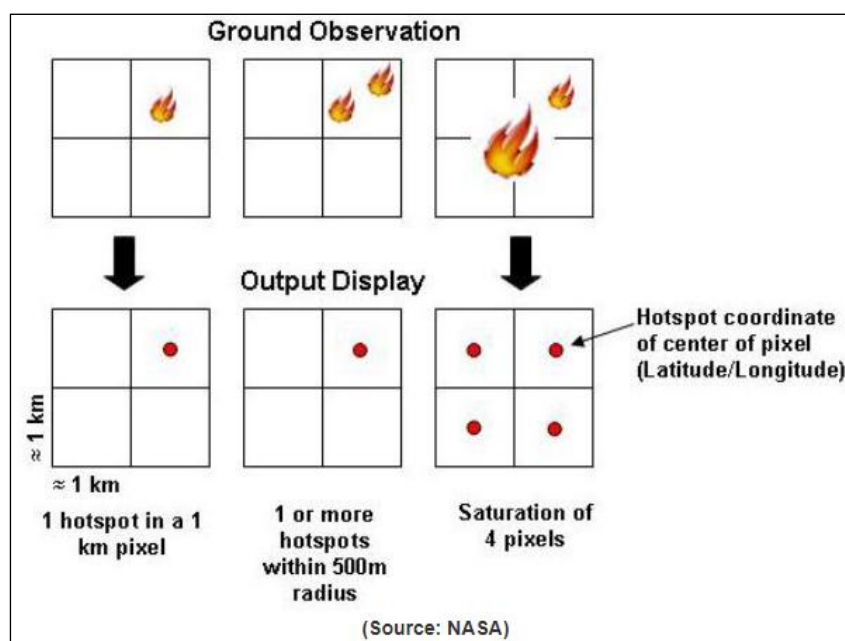 Ground Observation
Output Display
Hotspot coordinate
of center of pixel
(Latitude/Longitude)
≈ 1 km
≈ 1 km
1 hotspot in a 1
km pixel
1 or more
hotspots
within 500m
radius
Saturation of
4 pixels
(Source: NASA)